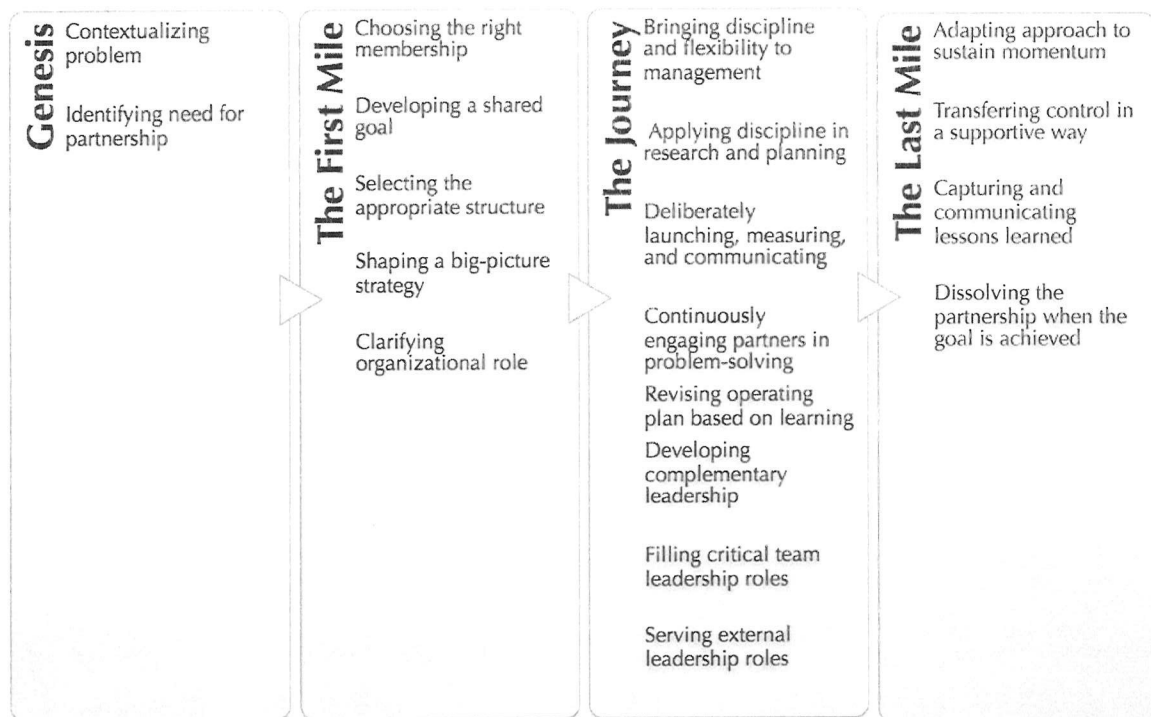 Genesis
Contextualizing
problem
Identifying need for
partnership
The First Mile
Choosing the right
membership
Developing a shared
goal
Selecting the
appropriate structure
Shaping a big-picture
strategy
Clarifying
organizational role
The Journey
Bringing discipline
and flexibility to
management
Applying discipline in
research and planning
Deliberately
launching, measuring,
and communicating
Continuously
engaging partners in
problem-solving
Revising operating
plan based on learning
Developing
complementary
leadership
Filling critical team
leadership roles
Serving external
leadership roles
The Last Mile
Adapting approach to
sustain momentum
Transferring control in
a supportive way
Capturing and
communicating
lessons learned
Dissolving the
partnership when the
goal is achieved